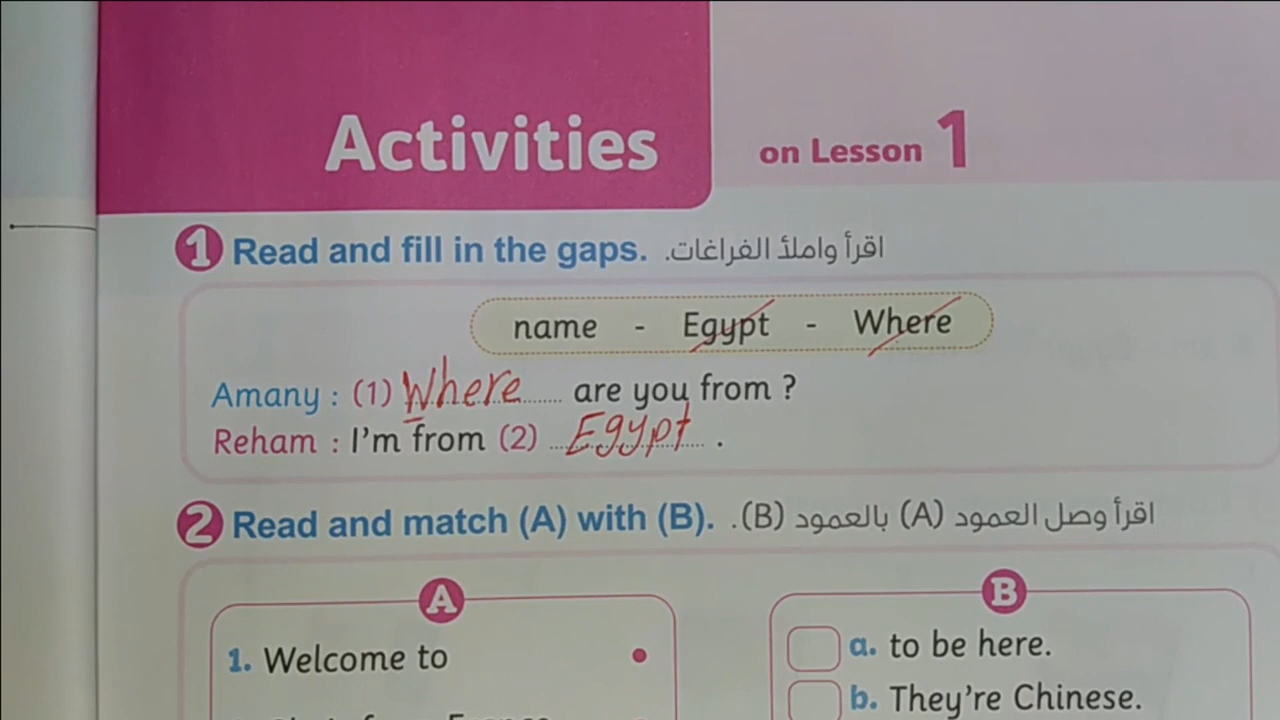 Activities on Lesson 1
1 Read and fill in the gaps. اقرأ واملأ الفراغات.
name - Egypt - Where
Amany : (1) Where are you from ?
Reham : I'm from (2) Egypt .
2 Read and match (A) with (B). اقرأ وصل العمود (A) بالعمود (B).
A
B
1. Welcome to
a. to be here.
b. They're Chinese.